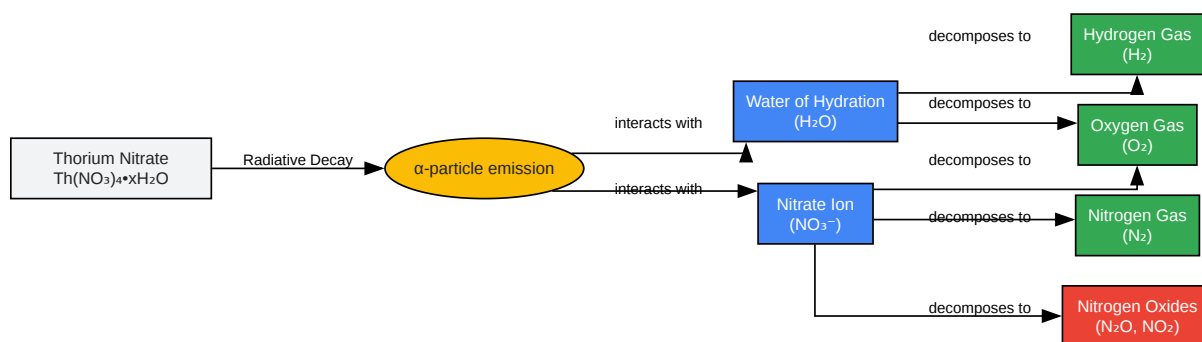 Thorium Nitrate
Th(NO₃)₄•xH₂O
Radiative Decay
α-particle emission
interacts with
interacts with
Water of Hydration
(H₂O)
Nitrate Ion
(NO₃⁻)
decomposes to
decomposes to
decomposes to
decomposes to
decomposes to
Hydrogen Gas
(H₂)
Oxygen Gas
(O₂)
Nitrogen Gas
(N₂)
Nitrogen Oxides
(N₂O, NO₂)